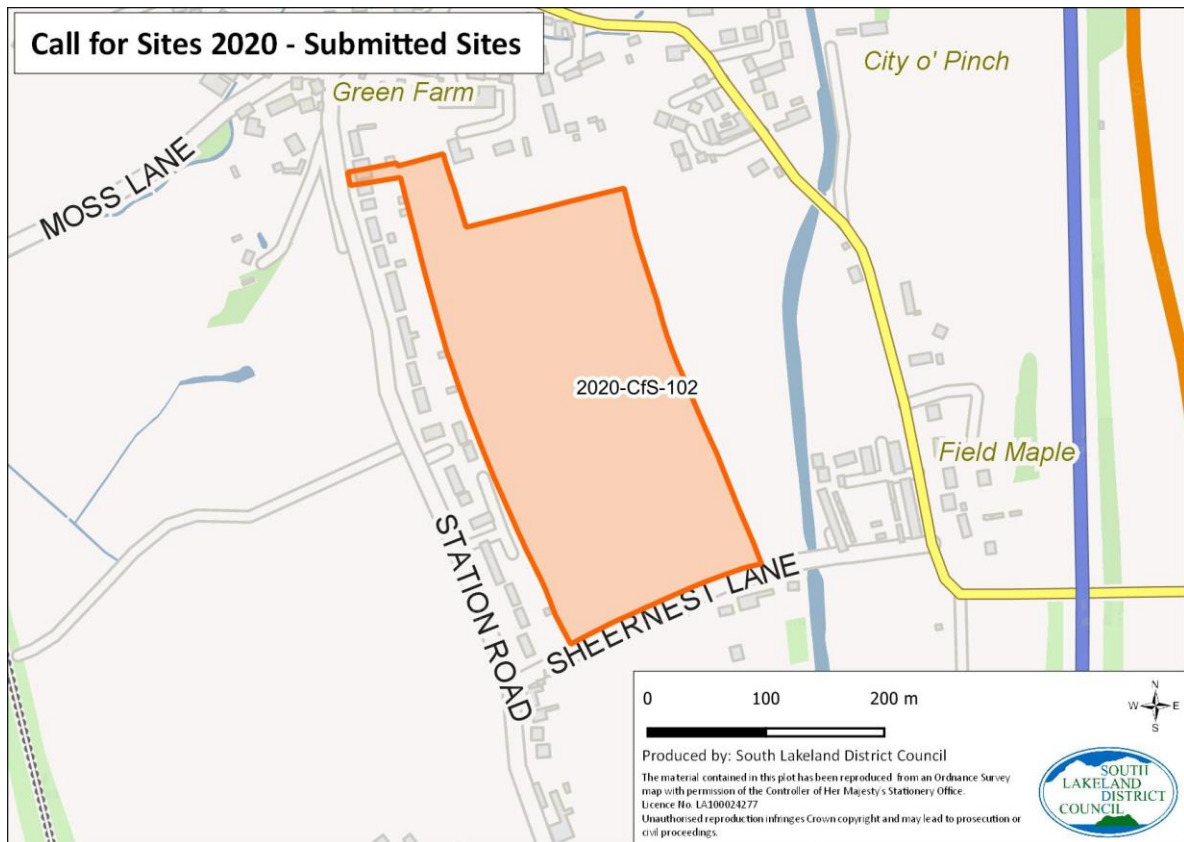 Call for Sites 2020 - Submitted Sites
City o' Pinch
Green Farm
MOSS LANE
2020-CfS-102
Field Maple
STATION ROAD
SHEERNEST LANE
0 100 200 m
N
W E
S
Produced by: South Lakeland District Council
The material contained in this plot has been reproduced from an Ordnance Survey
map with permission of the Controller of Her Majesty's Stationery Office.
Licence No. LA100024277
Unauthorised reproduction infringes Crown copyright and may lead to prosecution or
civil proceedings.
SOUTH
LAKELAND
DISTRICT
COUNCIL